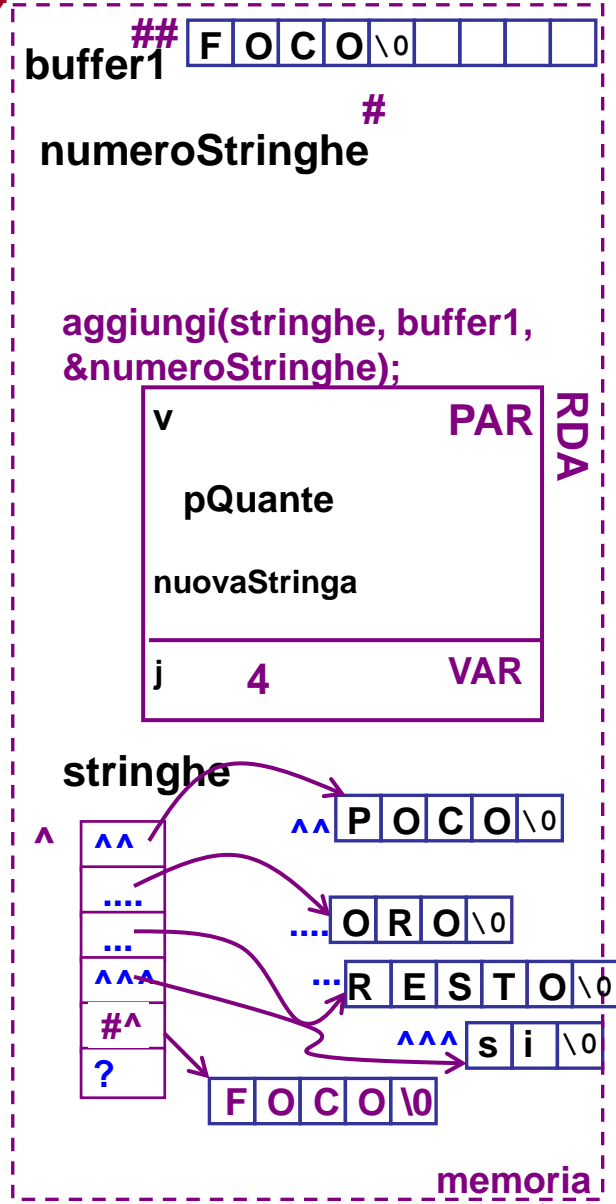 ##
buffer1 F O C O \0
#
numeroStringhe
aggiungi(stringhe, buffer1,
&numeroStringhe);
v PAR
RDA
pQuante
nuovaStringa
j 4 VAR
stringhe
^ ^^ ^^ P O C O \0
.... .... O R O \0
... ... R E S T O \0
^^^ ^^^ s i \0
#^
? F O C O \0
memoria